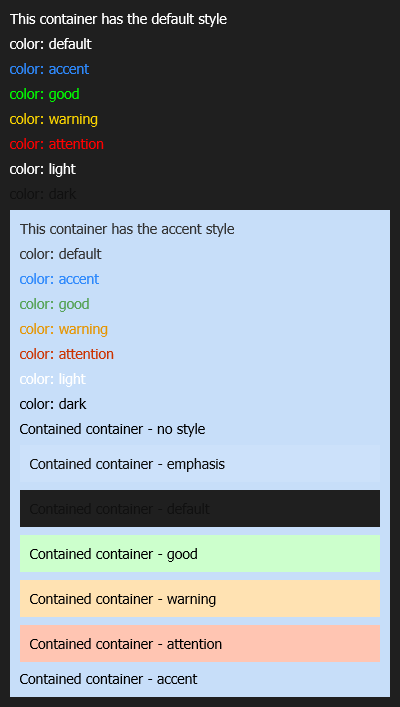 This container has the default style
color: default
color: accent
color: good
color: warning
color: attention
color: light
color: dark
This container has the accent style
color: default
color: accent
color: good
color: warning
color: attention
color: light
color: dark
Contained container - no style
Contained container - emphasis
Contained container - default
Contained container - good
Contained container - warning
Contained container - attention
Contained container - accent